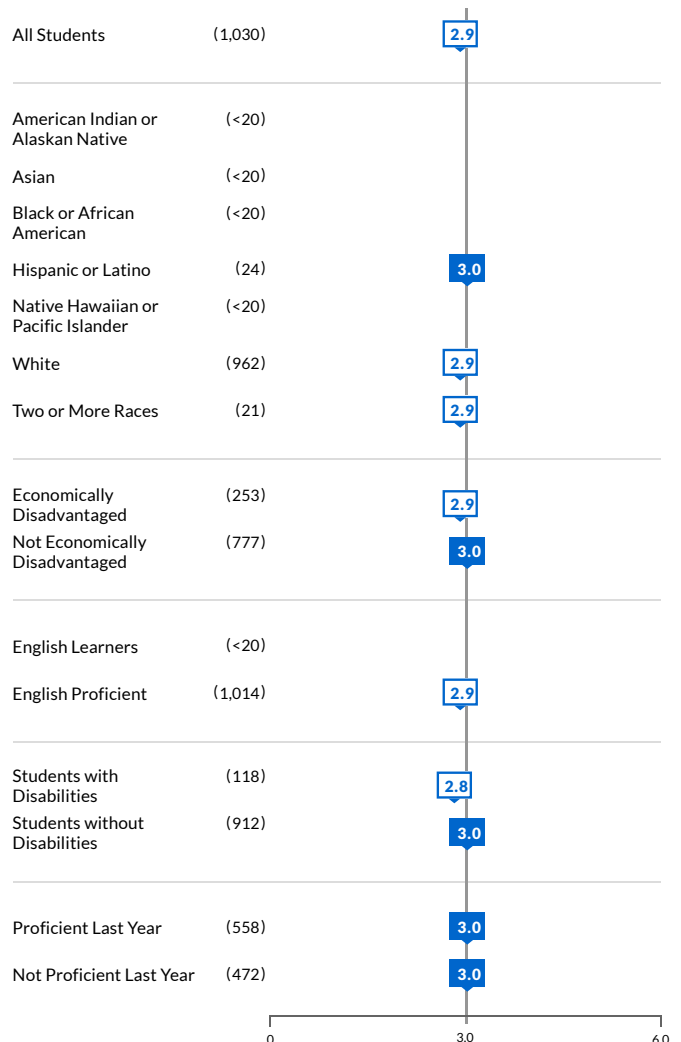 All Students (1,030) 2.9
American Indian or (<20)
Alaskan Native
Asian (<20)
Black or African (<20)
American
Hispanic or Latino (24) 3.0
Native Hawaiian or (<20)
Pacific Islander
White (962) 2.9
Two or More Races (21) 2.9
Economically (253) 2.9
Disadvantaged
Not Economically (777) 3.0
Disadvantaged
English Learners (<20)
English Proficient (1,014) 2.9
Students with (118) 2.8
Disabilities
Students without (912) 3.0
Disabilities
Proficient Last Year (558) 3.0
Not Proficient Last Year (472) 3.0
0 3.0 6.0